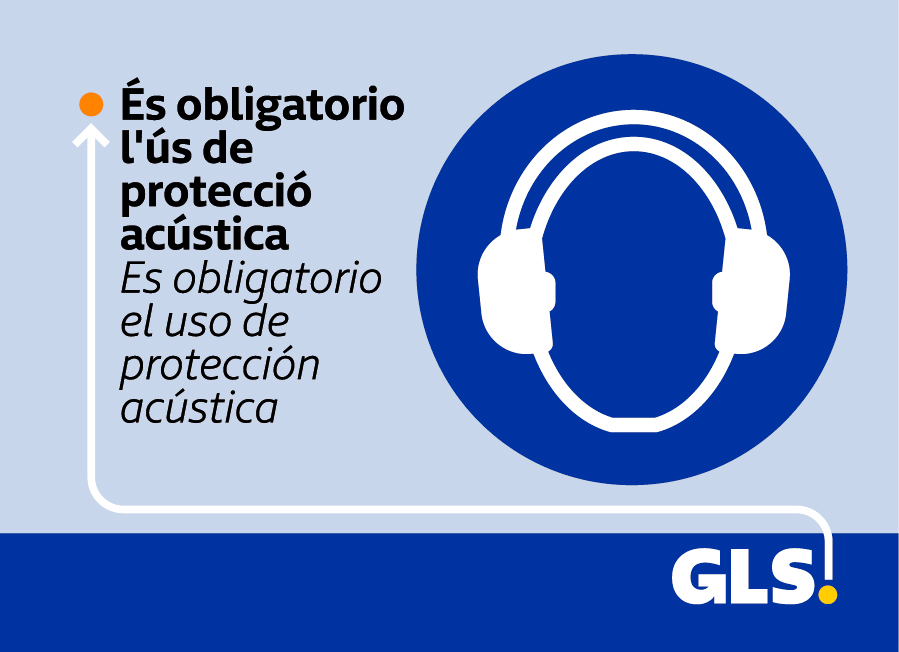 És obligatorio
l'ús de
protecció
acústica
Es obligatorio
el uso de
protección
acústica
GLS.